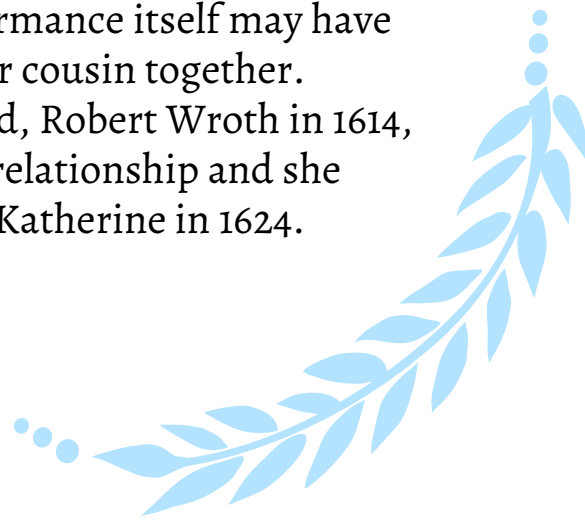 rmance itself may have
r cousin together.
d, Robert Wroth in 1614,
relationship and she
Katherine in 1624.